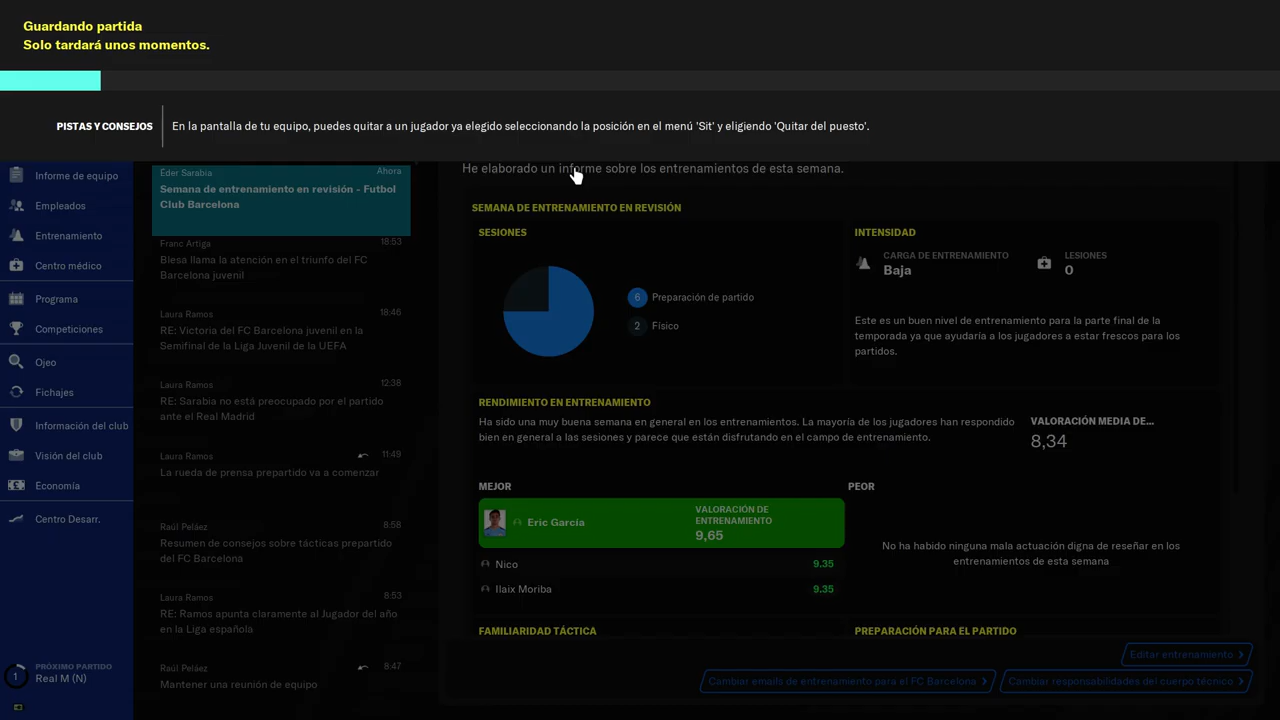 Guardando partida
Solo tardará unos momentos.
PISTAS Y CONSEJOS
En la pantalla de tu equipo, puedes quitar a un jugador ya elegido seleccionando la posición en el menú 'Sit' y eligiendo 'Quitar del puesto'.
Informe de equipo
Empleados
Entrenamiento
Centro médico
Programa
Competiciones
Ojeo
Fichajes
Información del club
Visión del club
Economía
Centro Desarr.
1
PRÓXIMO PARTIDO
Real M (N)
Eder Sarabia
Ahora
Semana de entrenamiento en revisión - Futbol
Club Barcelona
Franc Artiga
18:53
Blesa llama la atención en el triunfo del FC
Barcelona juvenil
Laura Ramos
18:46
RE: Victoria del FC Barcelona juvenil en la
Semifinal de la Liga Juvenil de la UEFA
Laura Ramos
12:38
RE: Sarabia no está preocupado por el partido
ante el Real Madrid
Laura Ramos
11:49
La rueda de prensa prepartido va a comenzar
Raúl Peláez
8:58
Resumen de consejos sobre tácticas prepartido
del FC Barcelona
Laura Ramos
8:53
RE: Ramos apunta claramente al Jugador del año
en la Liga española
Raúl Peláez
8:47
Mantener una reunión de equipo
He elaborado un informe sobre los entrenamientos de esta semana.
SEMANA DE ENTRENAMIENTO EN REVISIÓN
SESIONES
6 Preparación de partido
2 Físico
INTENSIDAD
CARGA DE ENTRENAMIENTO
Baja
LESIONES
0
Este es un buen nivel de entrenamiento para la parte final de la
temporada ya que ayudaría a los jugadores a estar frescos para los
partidos.
RENDIMIENTO EN ENTRENAMIENTO
Ha sido una muy buena semana en general en los entrenamientos. La mayoría de los jugadores han respondido
bien en general a las sesiones y parece que están disfrutando en el campo de entrenamiento.
VALORACIÓN MEDIA DE...
8,34
MEJOR
Eric García
VALORACIÓN DE
ENTRENAMIENTO
9,65
Nico 9.35
Ilaix Moriba 9.35
PEOR
No ha habido ninguna mala actuación digna de reseñar en los
entrenamientos de esta semana
FAMILIARIDAD TÁCTICA
PREPARACIÓN PARA EL PARTIDO
Editar entrenamiento
Cambiar emails de entrenamiento para el FC Barcelona
Cambiar responsabilidades del cuerpo técnico